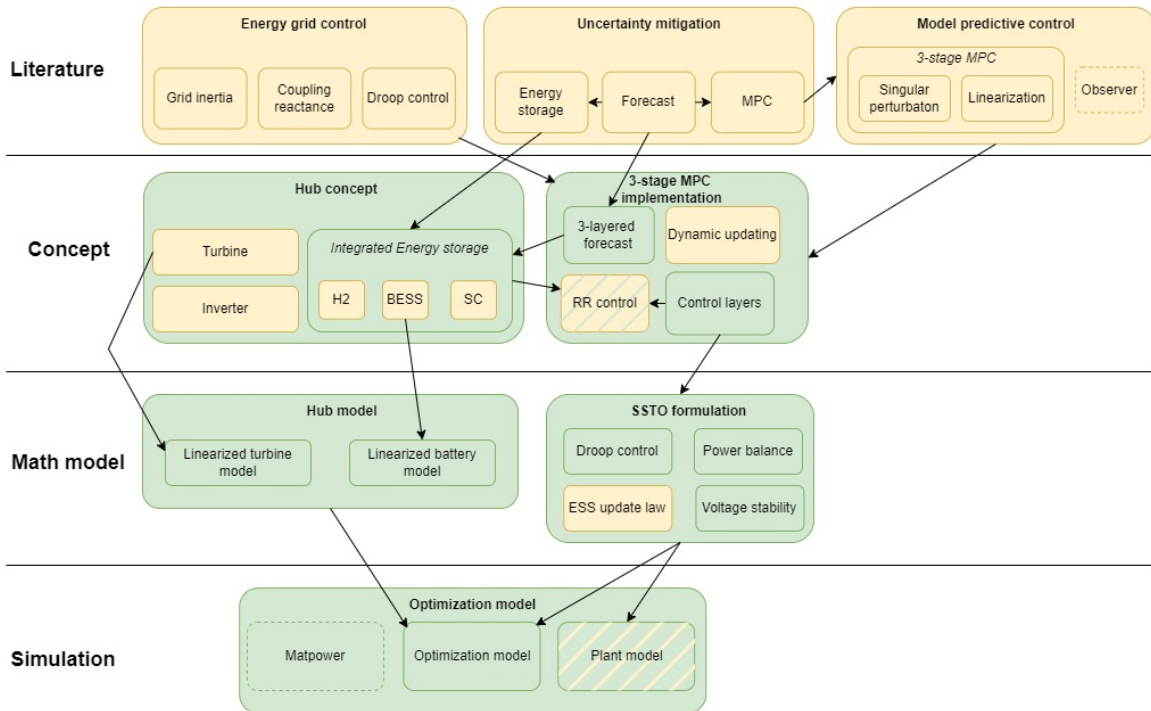 Literature
Energy grid control
Grid inertia
Coupling
reactance
Droop control
Uncertainty mitigation
Energy
storage
Forecast
MPC
Model predictive control
3-stage MPC
Singular
perturbaton
Linearization
Observer
Concept
Hub concept
Turbine
Inverter
Integrated Energy storage
H2
BESS
SC
3-stage MPC
implementation
3-layered
forecast
Dynamic updating
RR control
Control layers
Math model
Hub model
Linearized turbine
model
Linearized battery
model
SSTO formulation
Droop control
Power balance
ESS update law
Voltage stability
Simulation
Optimization model
Matpower
Optimization model
Plant model